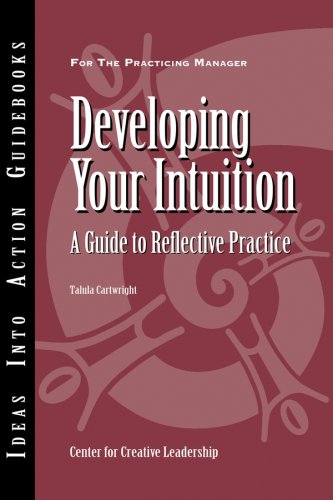 Ideas Into Action Guidebooks
For The Practicing Manager
Developing
Your Intuition
A Guide to Reflective Practice
Talula Cartwright
Center for Creative Leadership